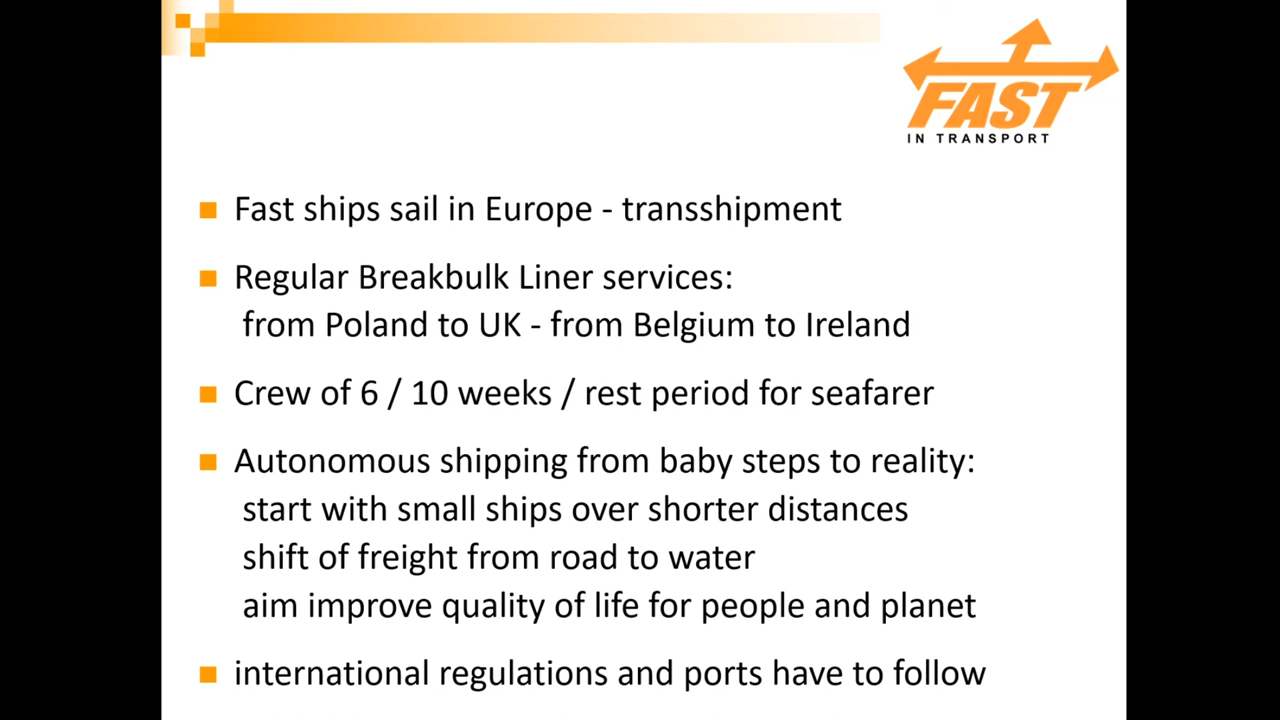 FAST
IN TRANSPORT
Fast ships sail in Europe - transshipment
Regular Breakbulk Liner services:
from Poland to UK - from Belgium to Ireland
Crew of 6 / 10 weeks / rest period for seafarer
Autonomous shipping from baby steps to reality:
start with small ships over shorter distances
shift of freight from road to water
aim improve quality of life for people and planet
international regulations and ports have to follow